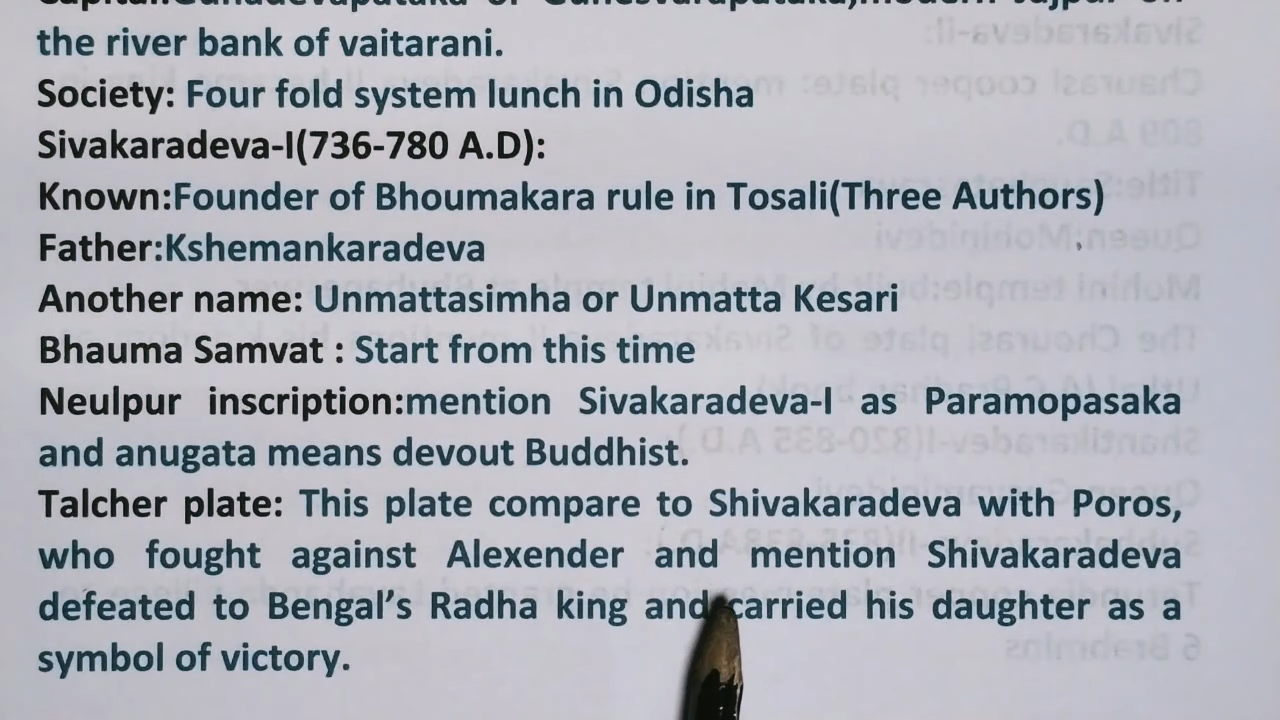 the river bank of vaitarani.
Society: Four fold system lunch in Odisha
Sivakaradeva-I(736-780 A.D):
Known:Founder of Bhoumakara rule in Tosali(Three Authors)
Father:Kshemankaradeva
Another name: Unmattasimha or Unmatta Kesari
Bhauma Samvat : Start from this time
Neulpur inscription:mention Sivakaradeva-I as Paramopasaka
and anugata means devout Buddhist.
Talcher plate: This plate compare to Shivakaradeva with Poros,
who fought against Alexender and mention Shivakaradeva
defeated to Bengal’s Radha king and carried his daughter as a
symbol of victory.